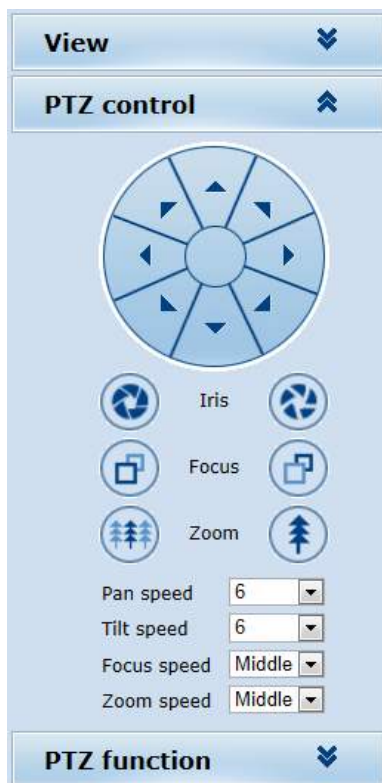 View
PTZ control
Iris
Focus
Zoom
Pan speed 6
Tilt speed 6
Focus speed Middle
Zoom speed Middle
PTZ function